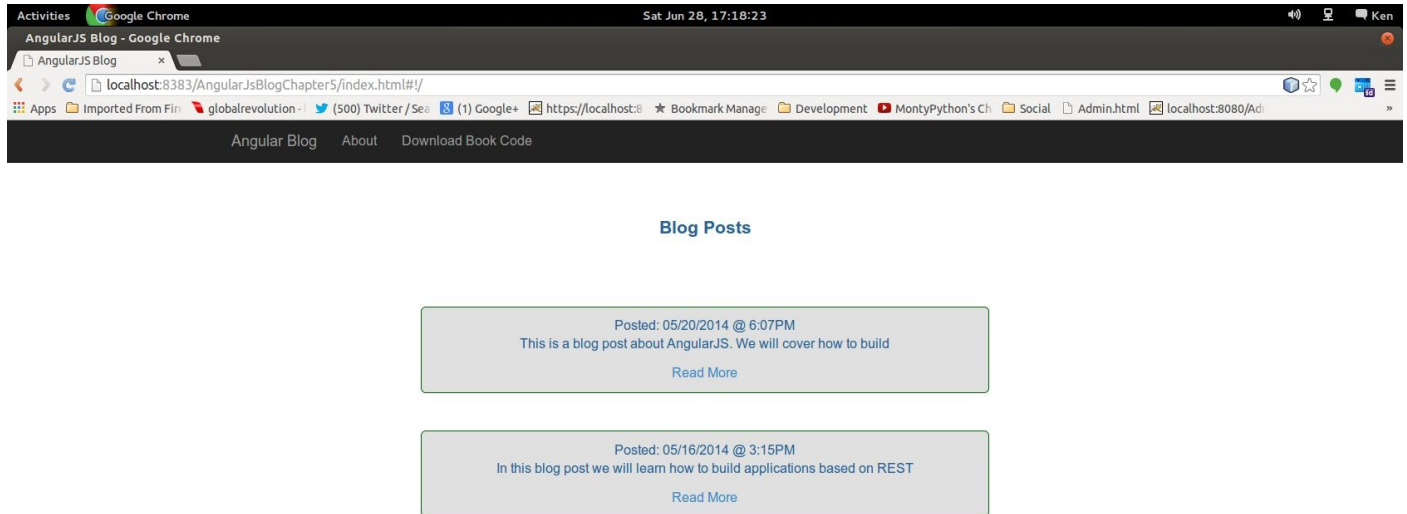 Activities Google Chrome Sat Jun 28, 17:18:23 Ken
AngularJS Blog - Google Chrome
AngularJS Blog ×
localhost:8383/AngularJsBlogChapter5/index.html#!/
Apps Imported From Fir globalrevolution - (500) Twitter / Sea (1) Google+ https://localhost:8 Bookmark Manage Development MontyPython's Ch Social Admin.html localhost:8080/Ad »
Angular Blog About Download Book Code
Blog Posts
Posted: 05/20/2014 @ 6:07PM
This is a blog post about AngularJS. We will cover how to build
Read More
Posted: 05/16/2014 @ 3:15PM
In this blog post we will learn how to build applications based on REST
Read More